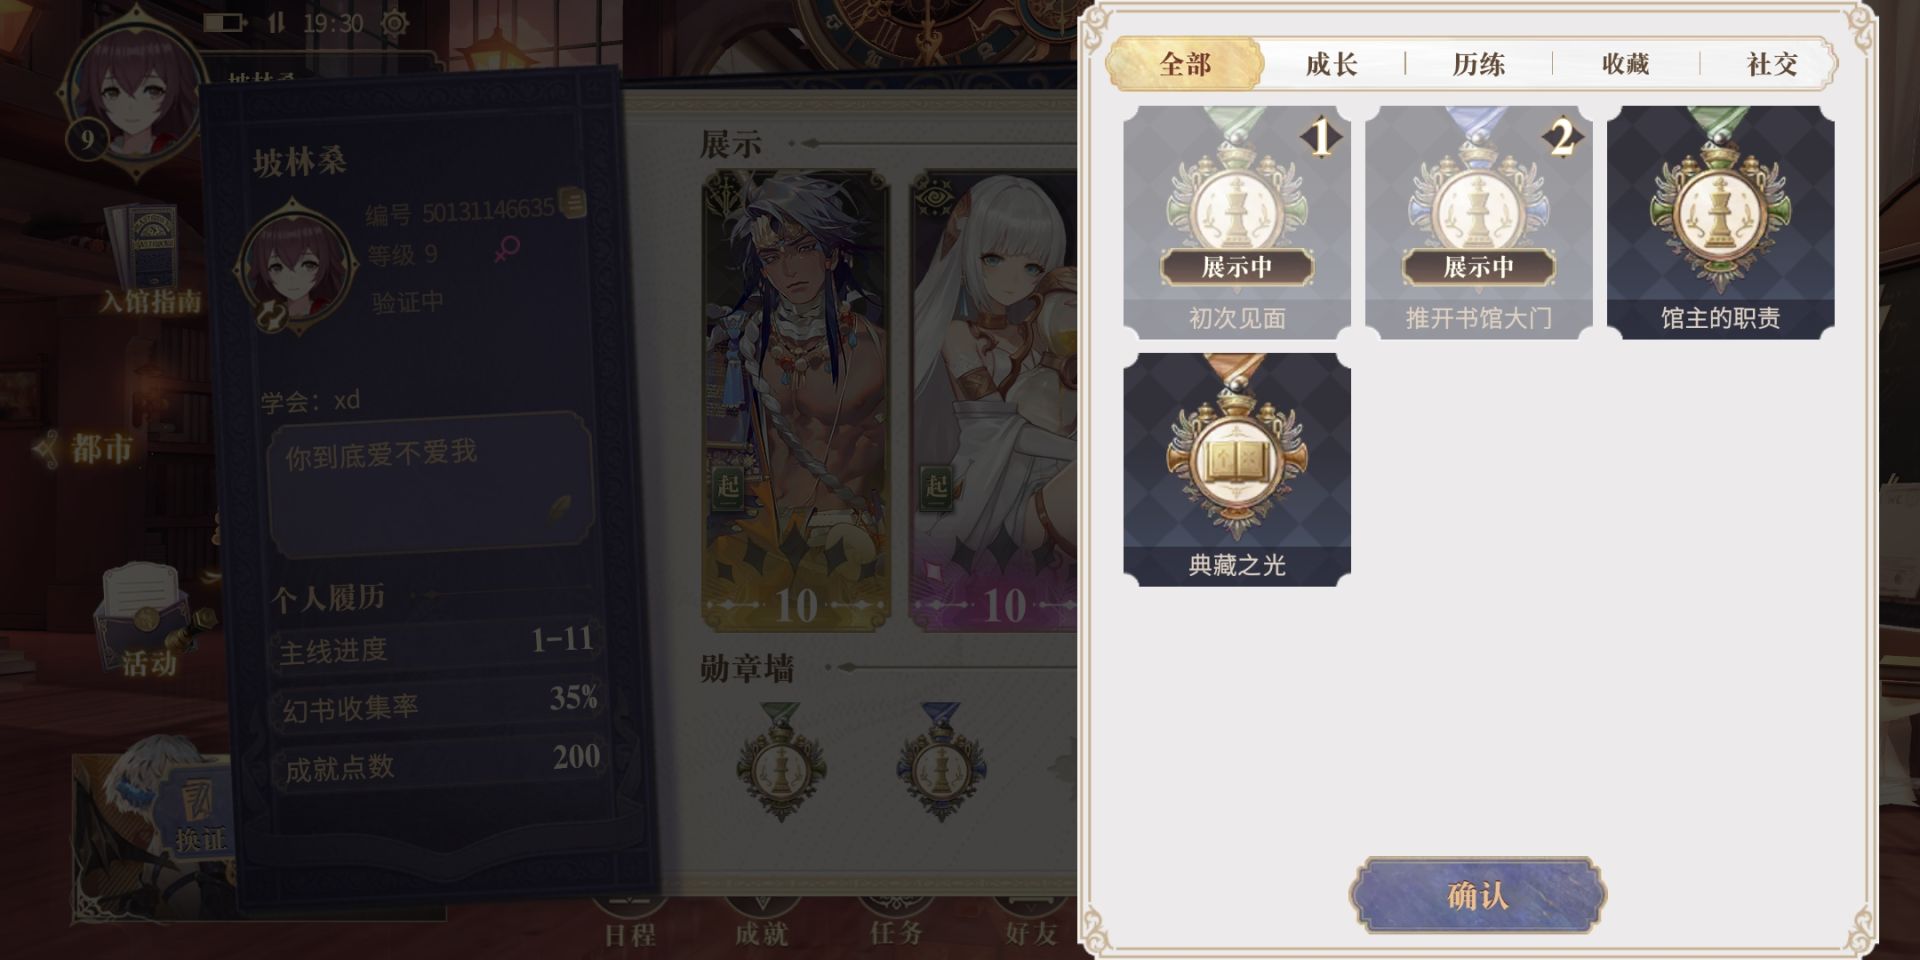 19:30
9
坡林桑
编号 50131146635
等级 9
验证中
学会：xd
你到底爱不爱我
个人履历
主线进度 1-11
幻书收集率 35%
成就点数 200
入馆指南
都市
活动
换证
展示
起
10
起
10
勋章墙
日程
成就
任务
好友
全部
成长
历练
收藏
社交
1
展示中
初次见面
2
展示中
推开书馆大门
馆主的职责
典藏之光
确认